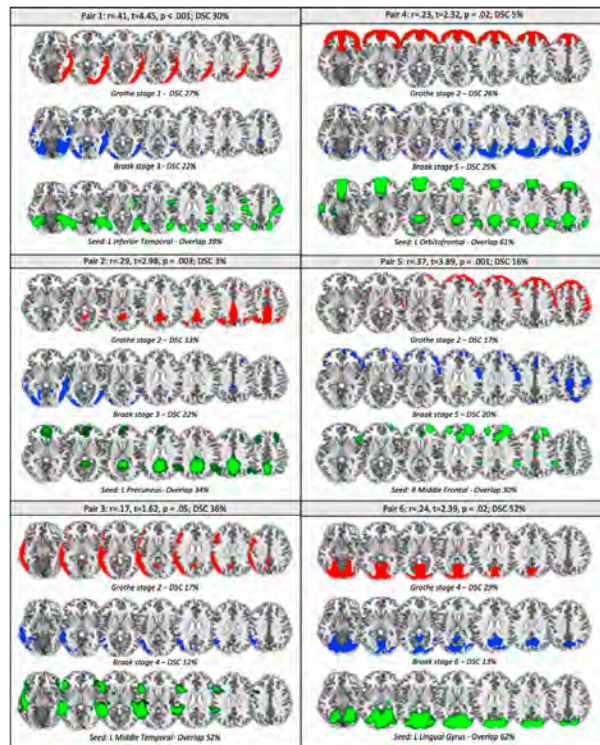 Pair 1: r=.41, t=4.45, p < .001; DSC 30%
Grothe stage 1 - DSC 27%
Braak stage 3 - DSC 22%
Seed: L Inferior Temporal - Overlap 39%
Pair 2: r=.29, t=2.98, p = .003; DSC 3%
Grothe stage 2 - DSC 13%
Braak stage 3 - DSC 22%
Seed: L Precuneus- Overlap 34%
Pair 3: r=.17, t=1.62, p = .05; DSC 36%
Grothe stage 2 - DSC 17%
Braak stage 4 - DSC 12%
Seed: L Middle Temporal- Overlap 52%
Pair 4: r=.23, t=2.32, p = .02; DSC 5%
Grothe stage 2 - DSC 26%
Braak stage 5 - DSC 25%
Seed: L Orbitofrontal - Overlap 61%
Pair 5: r=.37, t=3.89, p = .001; DSC 16%
Grothe stage 2 - DSC 17%
Braak stage 5 - DSC 20%
Seed: R Middle Frontal - Overlap 30%
Pair 6: r=.24, t=2.39, p = .02; DSC 52%
Grothe stage 4 - DSC 23%
Braak stage 6 - DSC 13%
Seed: L Lingual Gyrus - Overlap 62%